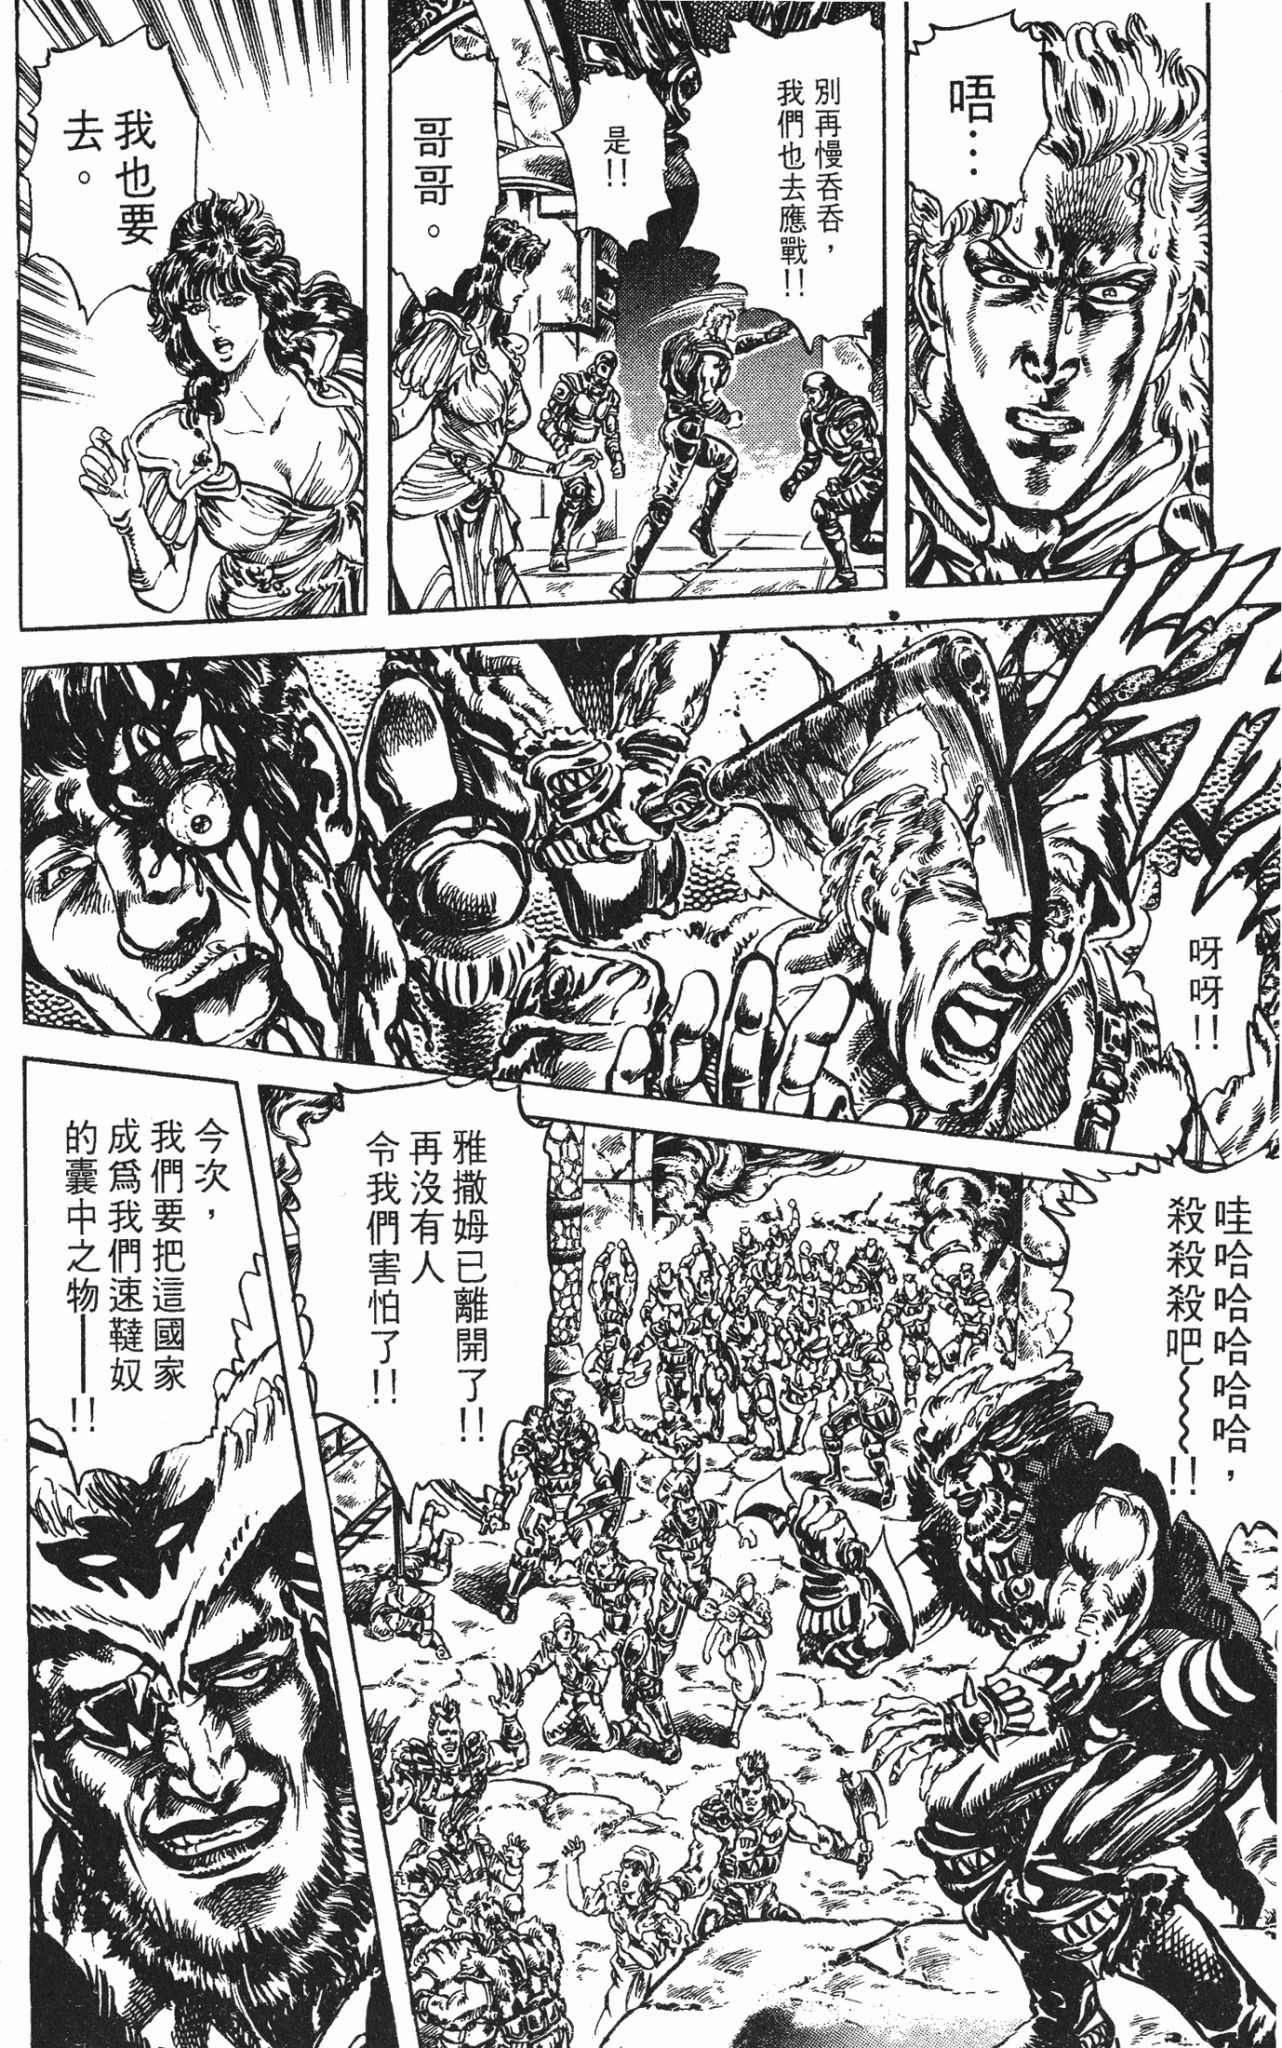 唔…
別再慢吞吞，
我們也去應戰!!
是!!
哥哥。
我也要
去。
呀呀!!
哇哈哈哈哈哈，
殺殺殺吧～～!!
雅撒姆已離開了!!
再沒有人
令我們害怕了!!
今次，
我們要把這國家
成爲我們速韃奴
的囊中之物——!!